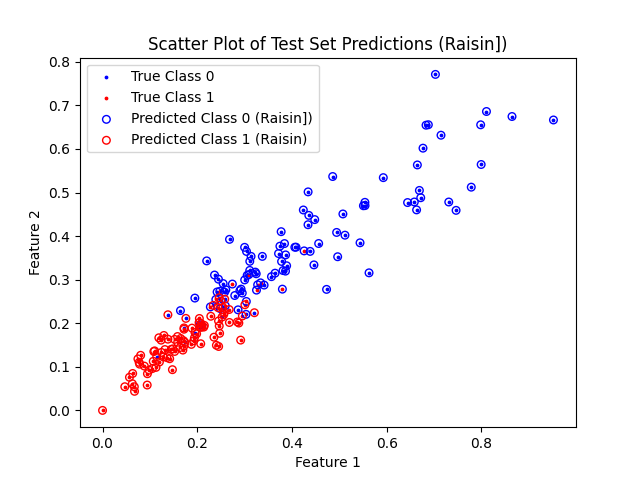 Scatter Plot of Test Set Predictions (Raisin])
True Class 0
True Class 1
Predicted Class 0 (Raisin])
Predicted Class 1 (Raisin)
0.8
0.7
0.6
0.5
0.4
0.3
0.2
0.1
0.0
Feature 2
0.0 0.2 0.4 0.6 0.8
Feature 1